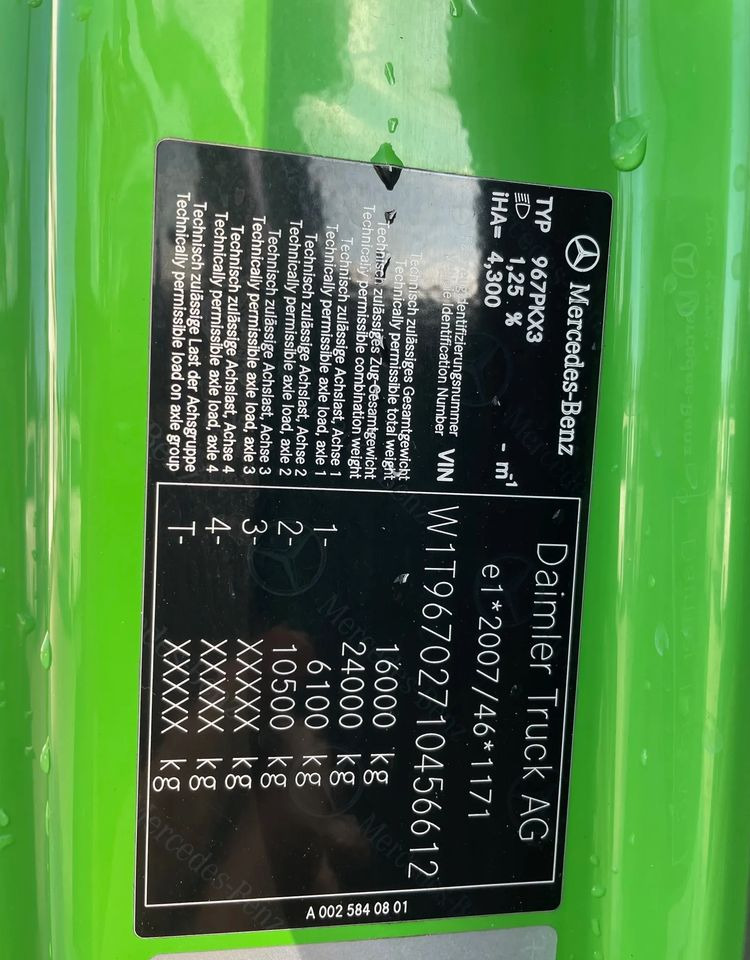 Mercedes-Benz
Daimler Truck AG
TYP 967PKX3
1,25 %
iHA= 4,300 - m-1
e1*2007/46*1171
Identification Number VIN W1T96702710456612
Technisch zulässiges Gesamtgewicht
Technically permissible total weight 16000 kg
Technisch zulässiges Zug-Gesamtgewicht
Technically permissible combination weight 24000 kg
Technisch zulässige Achslast, Achse 1
Technically permissible axle load, axle 1 1- 6100 kg
Technisch zulässige Achslast, Achse 2
Technically permissible axle load, axle 2 2- 10500 kg
Technisch zulässige Achslast, Achse 3
Technically permissible axle load, axle 3 3- XXXXX kg
Technisch zulässige Achslast, Achse 4
Technically permissible axle load, axle 4 4- XXXXX kg
Technisch zulässige Last der Achsgruppe
Technically permissible load on axle group T- XXXXX kg
A 002 584 08 01